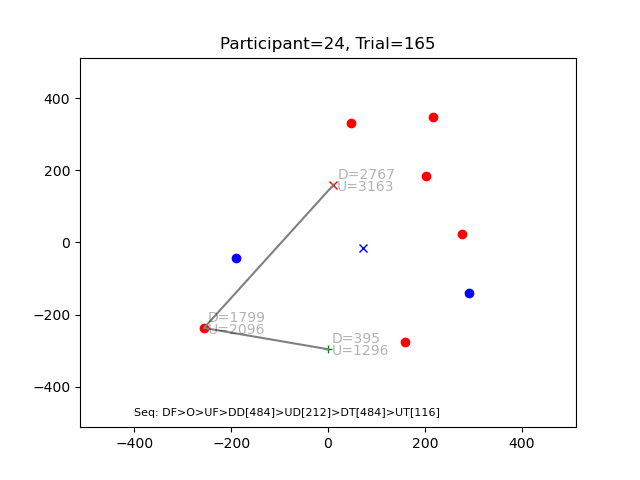 Participant=24, Trial=165
400
200
0
−200
−400
D=2767
U=3163
D=1799
U=2096
D=395
U=1296
Seq: DF>O>UF>DD[484]>UD[212]>DT[484]>UT[116]
−400 −200 0 200 400